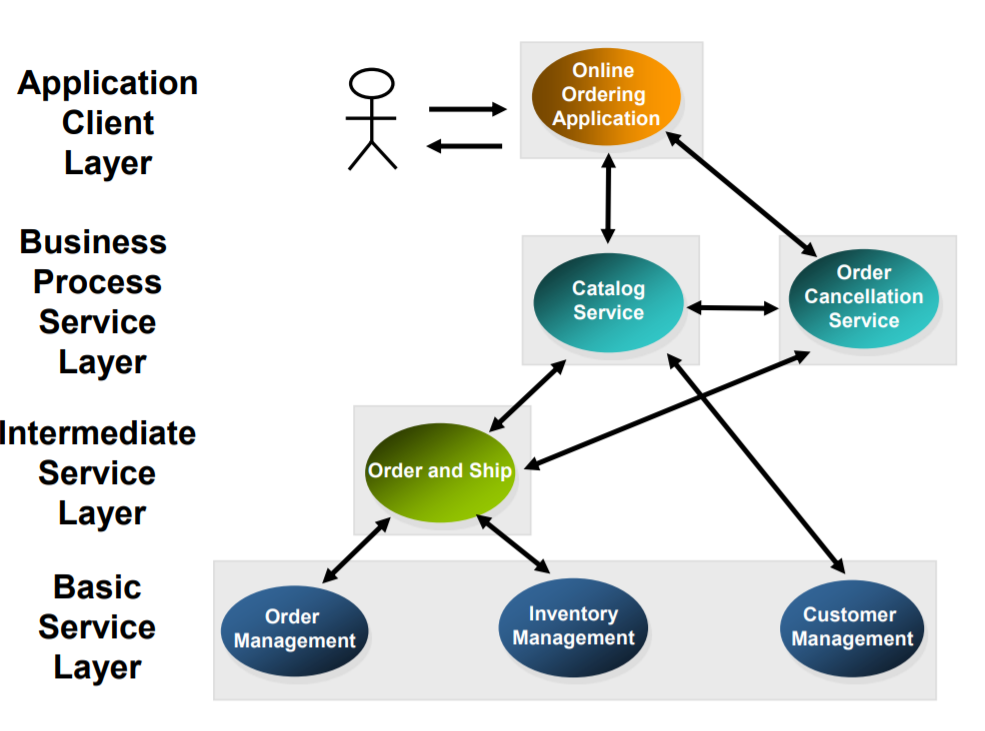 Application
Client
Layer
Online
Ordering
Application
Business
Process
Service
Layer
Catalog
Service
Order
Cancellation
Service
Intermediate
Service
Layer
Order and Ship
Basic
Service
Layer
Order
Management
Inventory
Management
Customer
Management